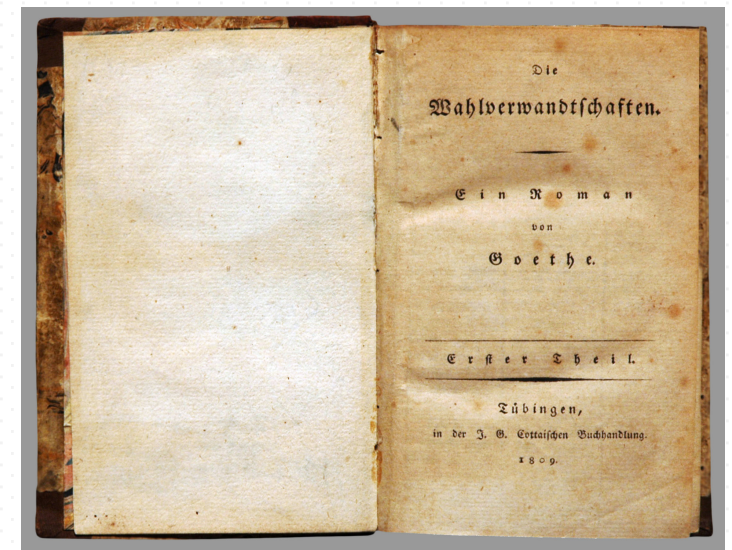 Die
Wahlverwandtſchaften.
Ein Roman
von
Goethe.
Erſter Theil.
Tübingen,
in der J. G. Cottaiſchen Buchhandlung.
1809.